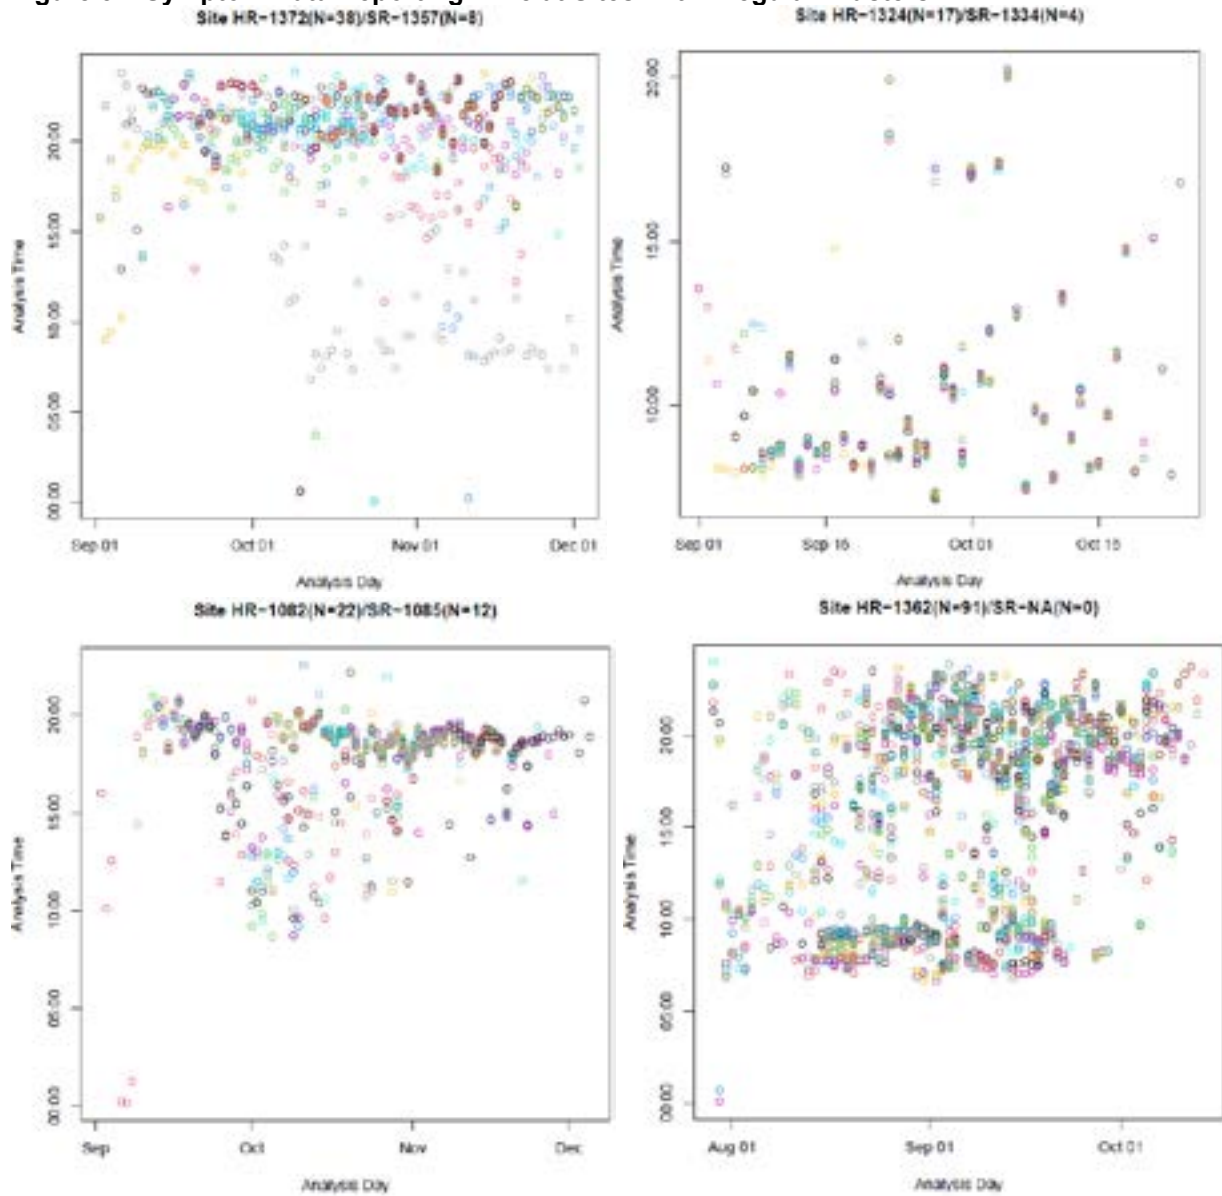 Symptom Data Reporting
Site HR-1372(N=38)/SR-1357(N=8)
Analysis Time
20:00
15:00
10:00
05:00
00:00
Sep 01 Oct 01 Nov 01 Dec 01
Analysis Day
Site HR-1324(N=17)/SR-1334(N=4)
Analysis Time
20:00
15:00
10:00
Sep 01 Sep 15 Oct 01 Oct 15
Analysis Day
Site HR-1082(N=22)/SR-1085(N=12)
Analysis Time
20:00
15:00
10:00
05:00
00:00
Sep Oct Nov Dec
Analysis Day
Site HR-1362(N=91)/SR-NA(N=0)
Analysis Time
20:00
15:00
10:00
05:00
00:00
Aug 01 Sep 01 Oct 01
Analysis Day